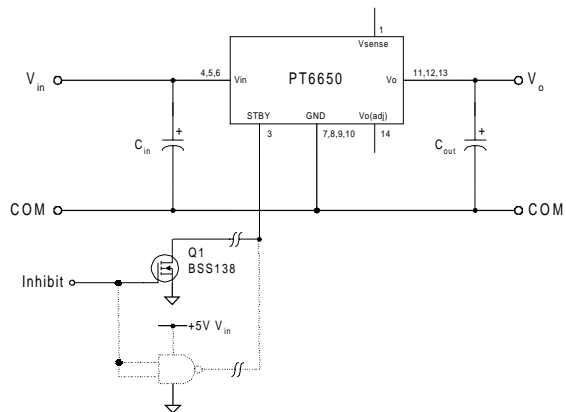 1
Vsense
V in
4,5,6
Vin
PT6650
Vo
11,12,13
V o
STBY
GND
Vo(adj)
3
7,8,9,10
14
+
C in
+
C out
COM
COM
Q1
BSS138
Inhibit
+5V V in